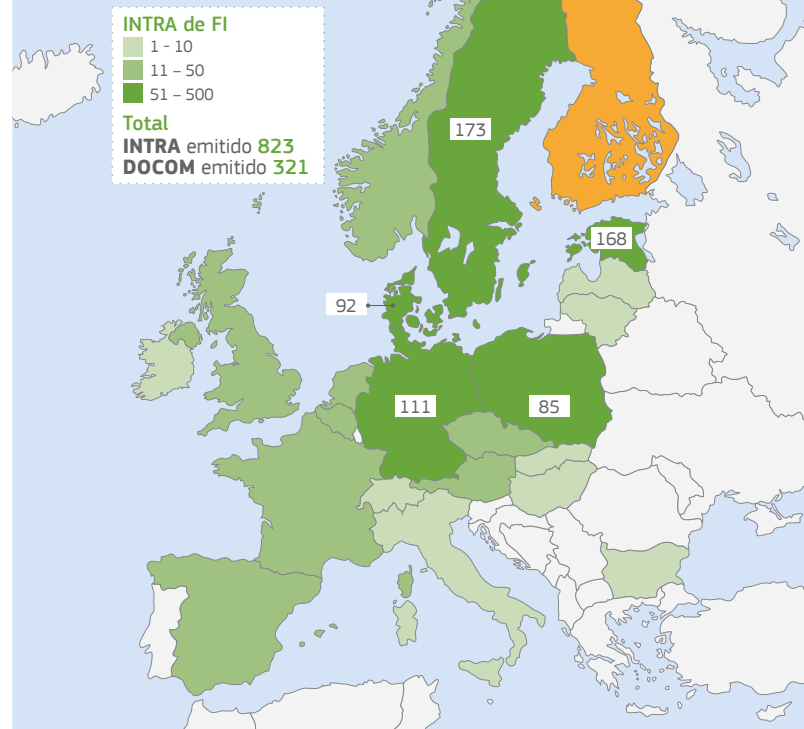 INTRA de FI
1 - 10
11 – 50
51 – 500
Total
INTRA emitido 823
DOCOM emitido 321
173
168
92
111
85